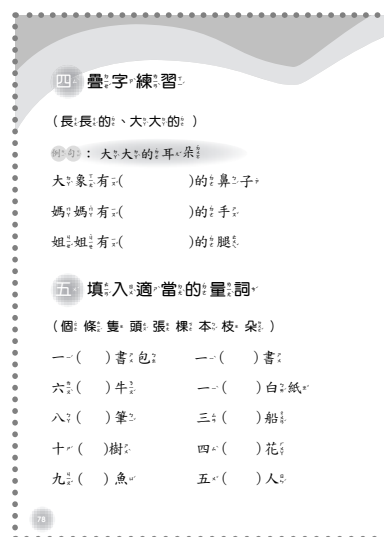 四 疊字練習
(長長的、大大的)
例句：大大的耳朵
大象有( )的鼻子
媽媽有( )的手
姐姐有( )的腿
五 填入適當的量詞
(個 條 隻 頭 張 棵 本 枝 朵)
一( )書包 一( )書
六( )牛 一( )白紙
八( )筆 三( )船
十( )樹 四( )花
九( )魚 五( )人
78